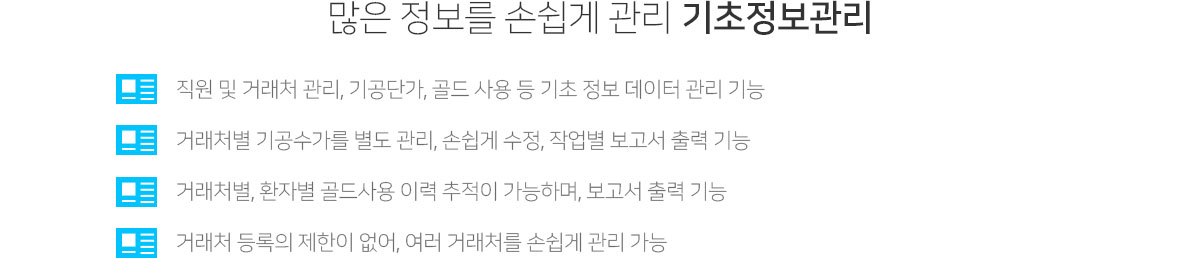 많은 정보를 손쉽게 관리 기초정보관리
직원 및 거래처 관리, 기공단가, 골드 사용 등 기초 정보 데이터 관리 기능
거래처별 기공수가를 별도 관리, 손쉽게 수정, 작업별 보고서 출력 기능
거래처별, 환자별 골드사용 이력 추적이 가능하며, 보고서 출력 기능
거래처 등록의 제한이 없어, 여러 거래처를 손쉽게 관리 가능